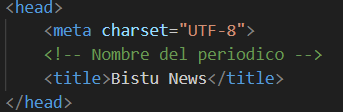 <head>
<meta charset="UTF-8">
<!-- Nombre del periodico -->
<title>Bistu News</title>
</head>